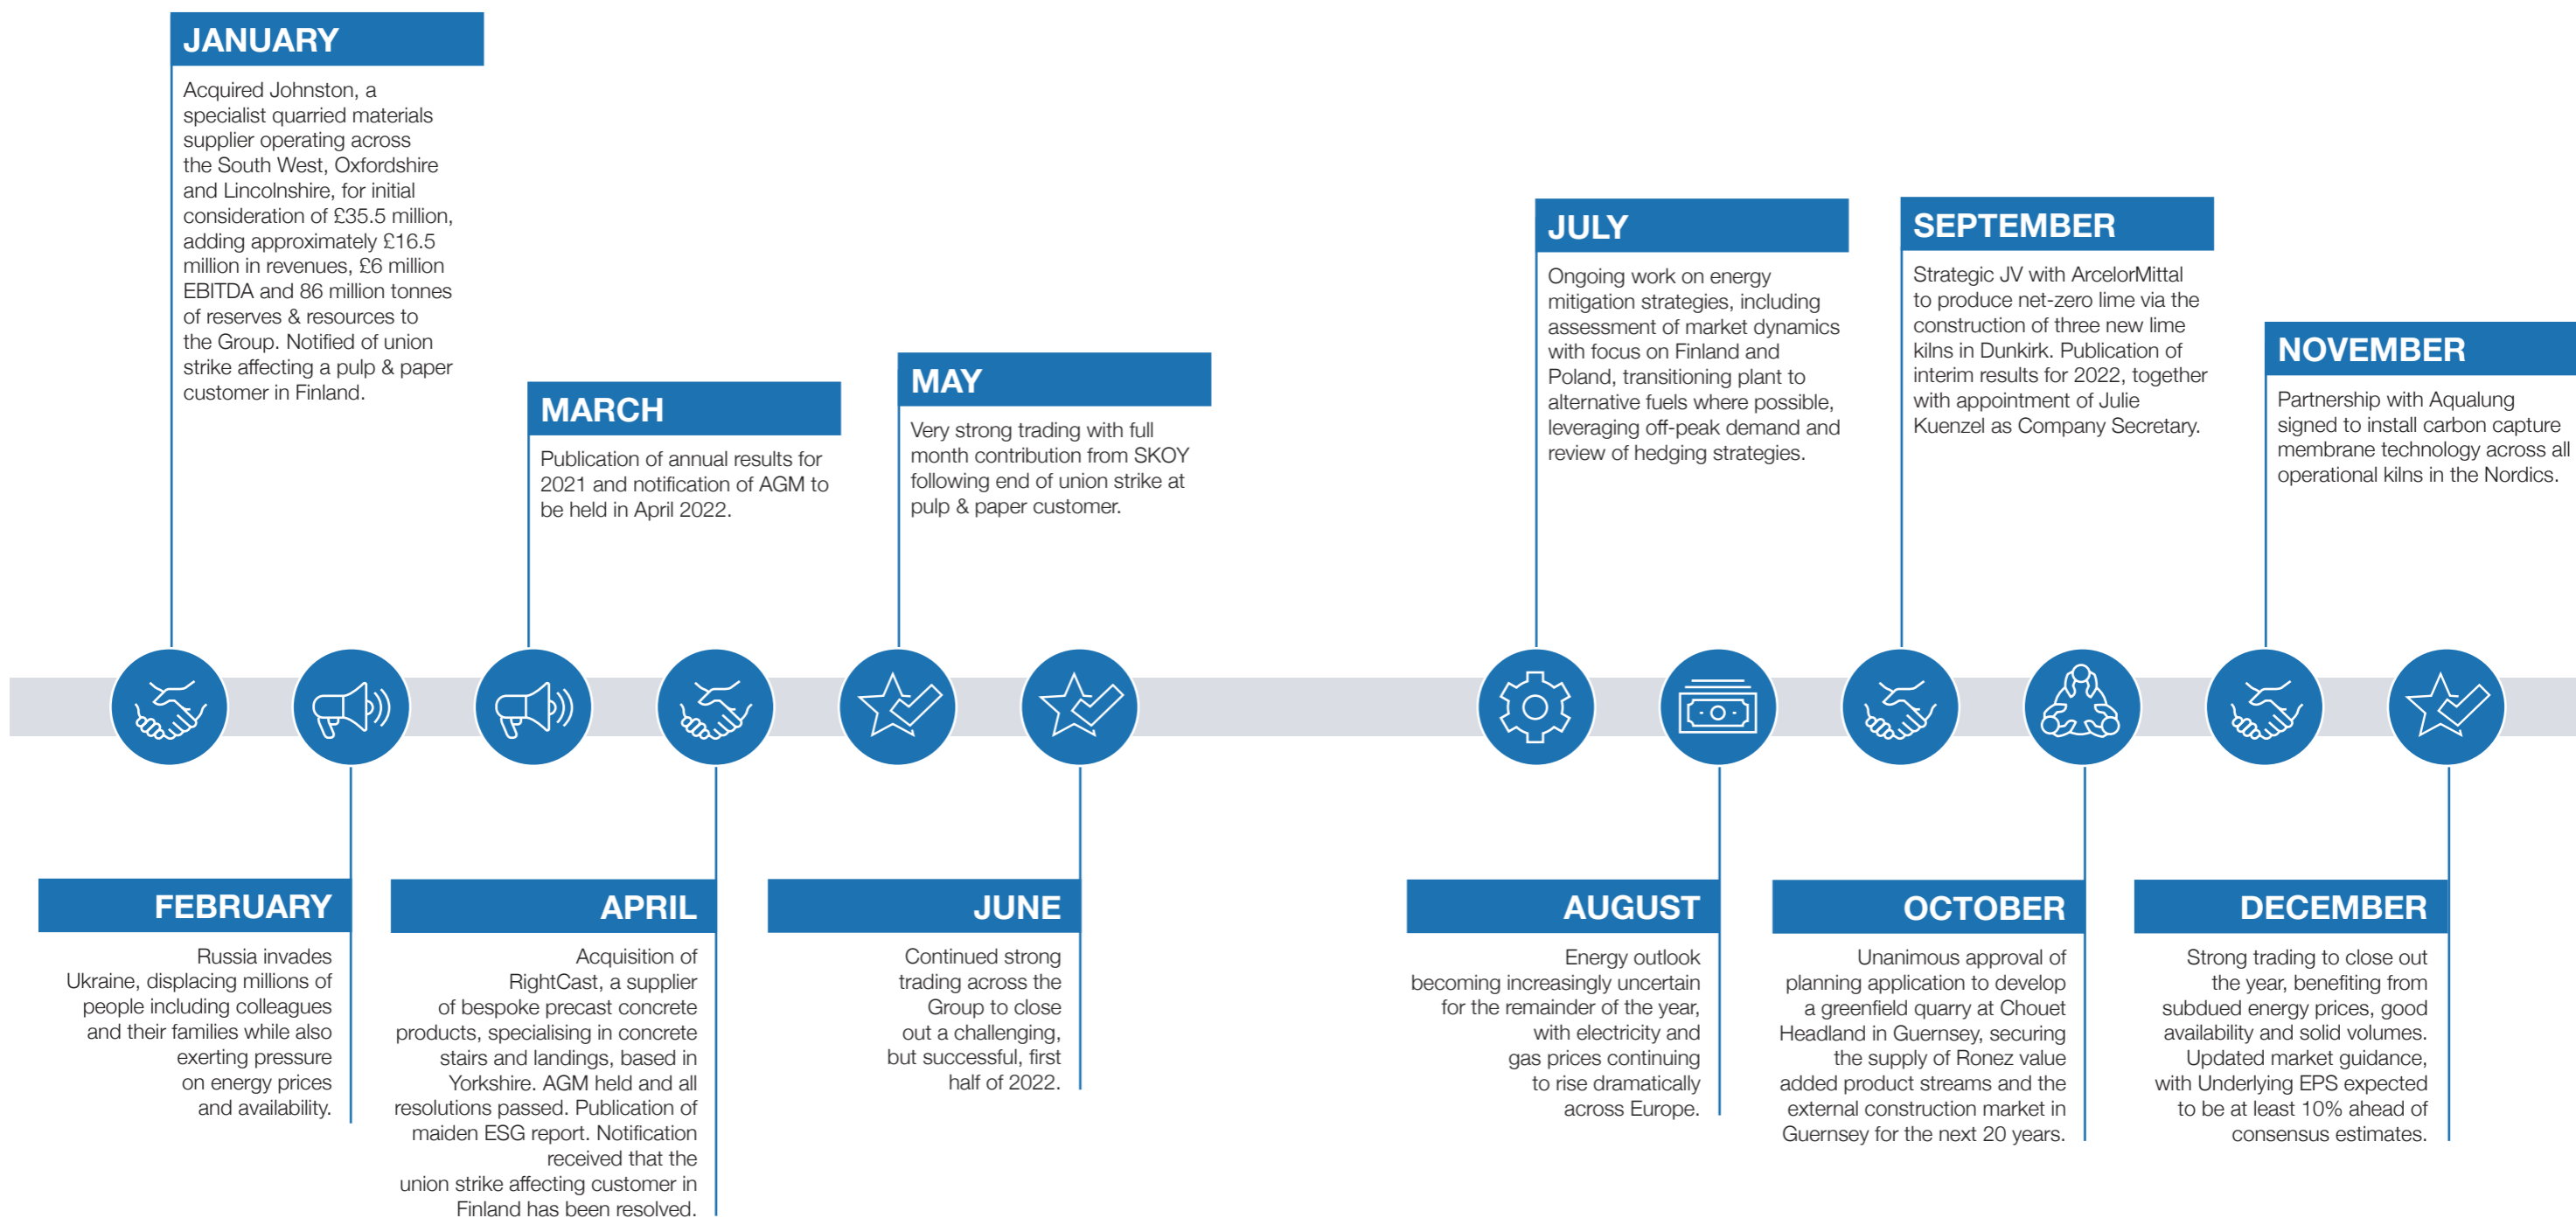 JANUARY
Acquired Johnston, a
specialist quarried materials
supplier operating across
the South West, Oxfordshire
and Lincolnshire, for initial
consideration of £35.5 million,
adding approximately £16.5
million in revenues, £6 million
EBITDA and 86 million tonnes
of reserves & resources to
the Group. Notified of union
strike affecting a pulp & paper
customer in Finland.
FEBRUARY
Russia invades
Ukraine, displacing millions of
people including colleagues
and their families while also
exerting pressure
on energy prices
and availability.
MARCH
Publication of annual results for
2021 and notification of AGM to
be held in April 2022.
APRIL
Acquisition of
RightCast, a supplier
of bespoke precast concrete
products, specialising in concrete
stairs and landings, based in
Yorkshire. AGM held and all
resolutions passed. Publication of
maiden ESG report. Notification
received that the
union strike affecting customer in
Finland has been resolved.
MAY
Very strong trading with full
month contribution from SKOY
following end of union strike at
pulp & paper customer.
JUNE
Continued strong
trading across the
Group to close
out a challenging,
but successful, first
half of 2022.
JULY
Ongoing work on energy
mitigation strategies, including
assessment of market dynamics
with focus on Finland and
Poland, transitioning plant to
alternative fuels where possible,
leveraging off-peak demand and
review of hedging strategies.
AUGUST
Energy outlook
becoming increasingly uncertain
for the remainder of the year,
with electricity and
gas prices continuing
to rise dramatically
across Europe.
SEPTEMBER
Strategic JV with ArcelorMittal
to produce net-zero lime via the
construction of three new lime
kilns in Dunkirk. Publication of
interim results for 2022, together
with appointment of Julie
Kuenzel as Company Secretary.
OCTOBER
Unanimous approval of
planning application to develop
a greenfield quarry at Chouet
Headland in Guernsey, securing
the supply of Ronez value
added product streams and the
external construction market in
Guernsey for the next 20 years.
NOVEMBER
Partnership with Aqualung
signed to install carbon capture
membrane technology across all
operational kilns in the Nordics.
DECEMBER
Strong trading to close out
the year, benefiting from
subdued energy prices, good
availability and solid volumes.
Updated market guidance,
with Underlying EPS expected
to be at least 10% ahead of
consensus estimates.